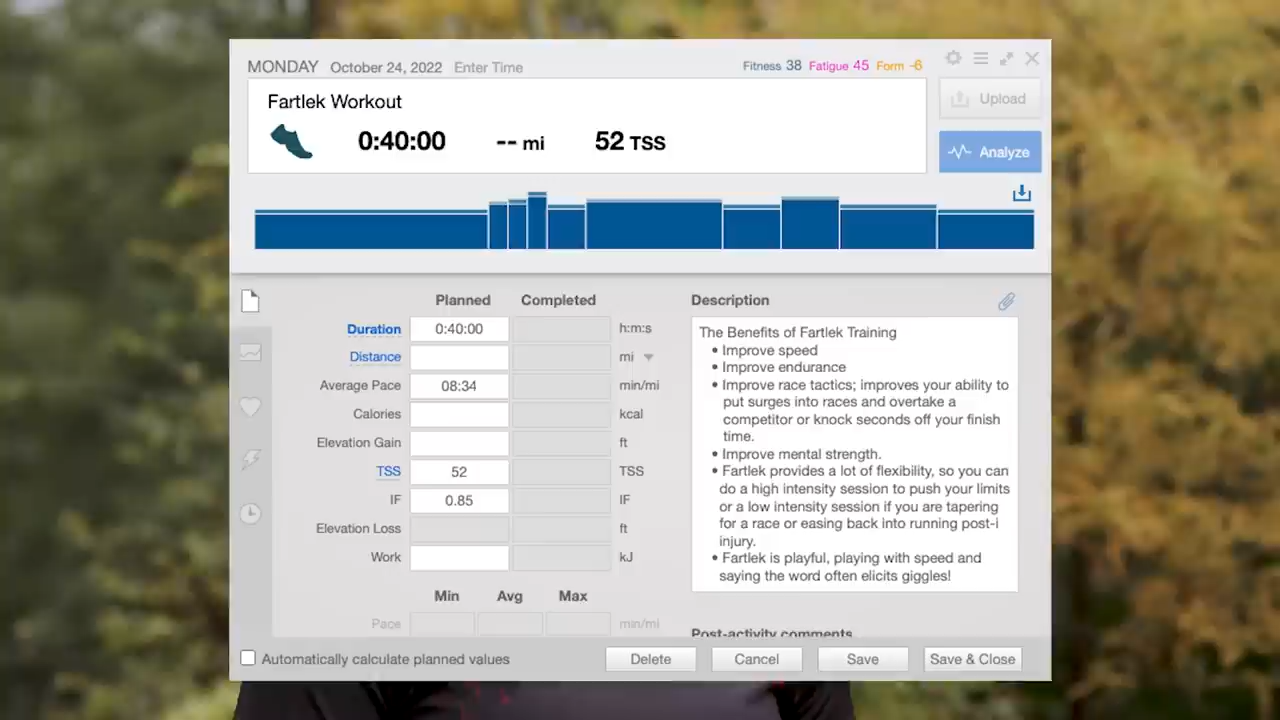 MONDAY October 24, 2022 Enter Time
Fitness 38 Fatigue 45 Form -6
Fartlek Workout
0:40:00 -- mi 52 TSS
Upload
Analyze
Planned Completed
Duration 0:40:00 h:m:s
Distance mi
Average Pace 08:34 min/mi
Calories kcal
Elevation Gain ft
TSS 52 TSS
IF 0.85 IF
Elevation Loss ft
Work kJ
Min Avg Max
Pace min/mi
Description
The Benefits of Fartlek Training
• Improve speed
• Improve endurance
• Improve race tactics; improves your ability to
put surges into races and overtake a
competitor or knock seconds off your finish
time.
• Improve mental strength.
• Fartlek provides a lot of flexibility, so you can
do a high intensity session to push your limits
or a low intensity session if you are tapering
for a race or easing back into running post-i
injury.
• Fartlek is playful, playing with speed and
saying the word often elicits giggles!
Post-activity comments
Automatically calculate planned values
Delete Cancel Save Save & Close